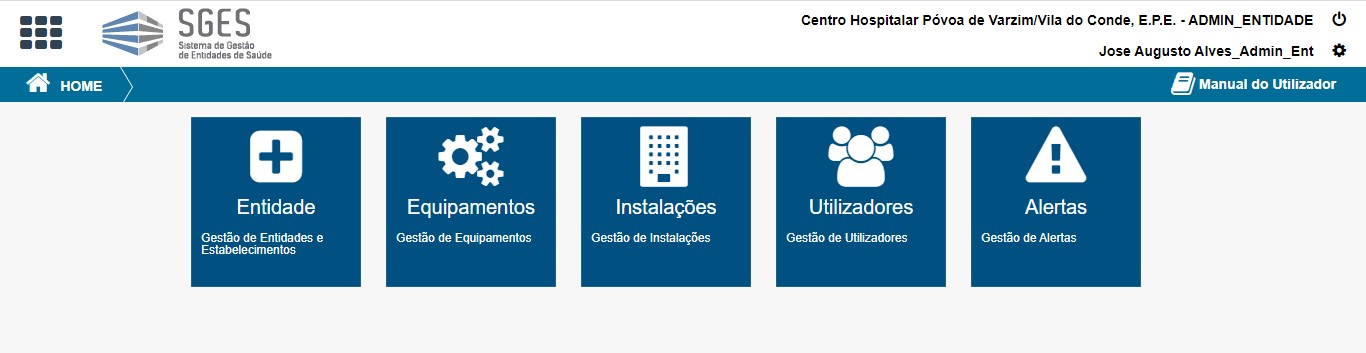 SGES
Sistema de Gestão
de Entidades de Saúde
Centro Hospitalar Póvoa de Varzim/Vila do Conde, E.P.E. - ADMIN_ENTIDADE
Jose Augusto Alves_Admin_Ent
HOME
Manual do Utilizador
Entidade
Gestão de Entidades e
Estabelecimentos
Equipamentos
Gestão de Equipamentos
Instalações
Gestão de Instalações
Utilizadores
Gestão de Utilizadores
Alertas
Gestão de Alertas